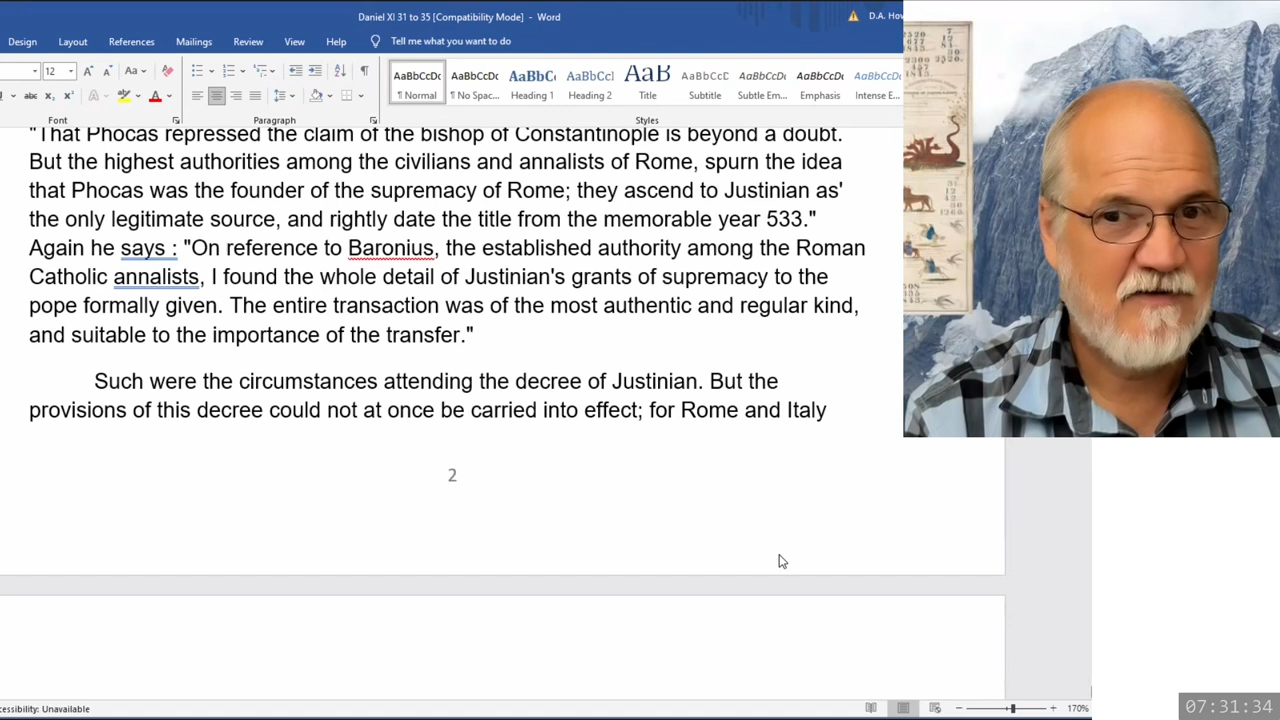 Daniel XI 31 to 35 [Compatibility Mode] - Word
D.A. How
Design Layout References Mailings Review View Help Tell me what you want to do
12 Aa
abc
AaBbCcDc AaBbCcDc AaBbC AaBbCcI AaB AaBbCcD AaBbCcDt AaBbCcDt AaBbCcDt
¶ Normal ¶ No Spac... Heading 1 Heading 2 Title Subtitle Subtle Em... Emphasis Intense E...
Font Paragraph Styles
"That Phocas repressed the claim of the bishop of Constantinople is beyond a doubt.
But the highest authorities among the civilians and annalists of Rome, spurn the idea
that Phocas was the founder of the supremacy of Rome; they ascend to Justinian as'
the only legitimate source, and rightly date the title from the memorable year 533."
Again he says : "On reference to Baronius, the established authority among the Roman
Catholic annalists, I found the whole detail of Justinian's grants of supremacy to the
pope formally given. The entire transaction was of the most authentic and regular kind,
and suitable to the importance of the transfer."
Such were the circumstances attending the decree of Justinian. But the
provisions of this decree could not at once be carried into effect; for Rome and Italy
2
cessibility: Unavailable
170%
07:31:34